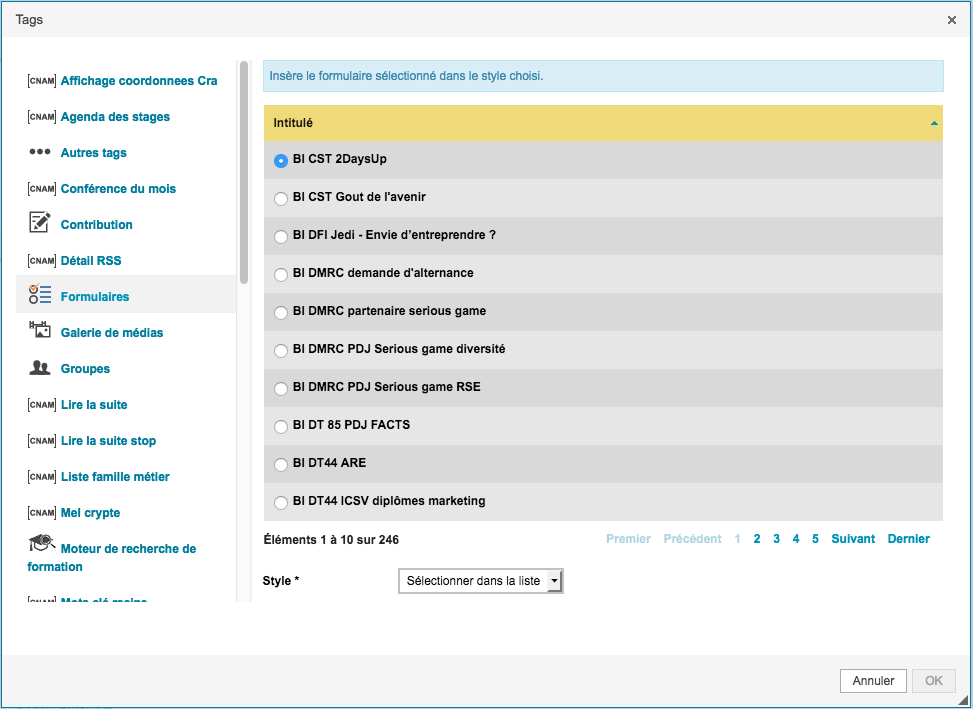 Tags
×
[CNAM] Affichage coordonnees Cra
[CNAM] Agenda des stages
Autres tags
[CNAM] Conférence du mois
Contribution
[CNAM] Détail RSS
Formulaires
Galerie de médias
Groupes
[CNAM] Lire la suite
[CNAM] Lire la suite stop
[CNAM] Liste famille métier
[CNAM] Mel crypte
Moteur de recherche de
formation
[CNAM] Mots clé racine
Insère le formulaire sélectionné dans le style choisi.
Intitulé
BI CST 2DaysUp
BI CST Gout de l'avenir
BI DFI Jedi - Envie d'entreprendre ?
BI DMRC demande d'alternance
BI DMRC partenaire serious game
BI DMRC PDJ Serious game diversité
BI DMRC PDJ Serious game RSE
BI DT 85 PDJ FACTS
BI DT44 ARE
BI DT44 ICSV diplômes marketing
Éléments 1 à 10 sur 246
Premier Précédent 1 2 3 4 5 Suivant Dernier
Style *
Sélectionner dans la liste
Annuler
OK